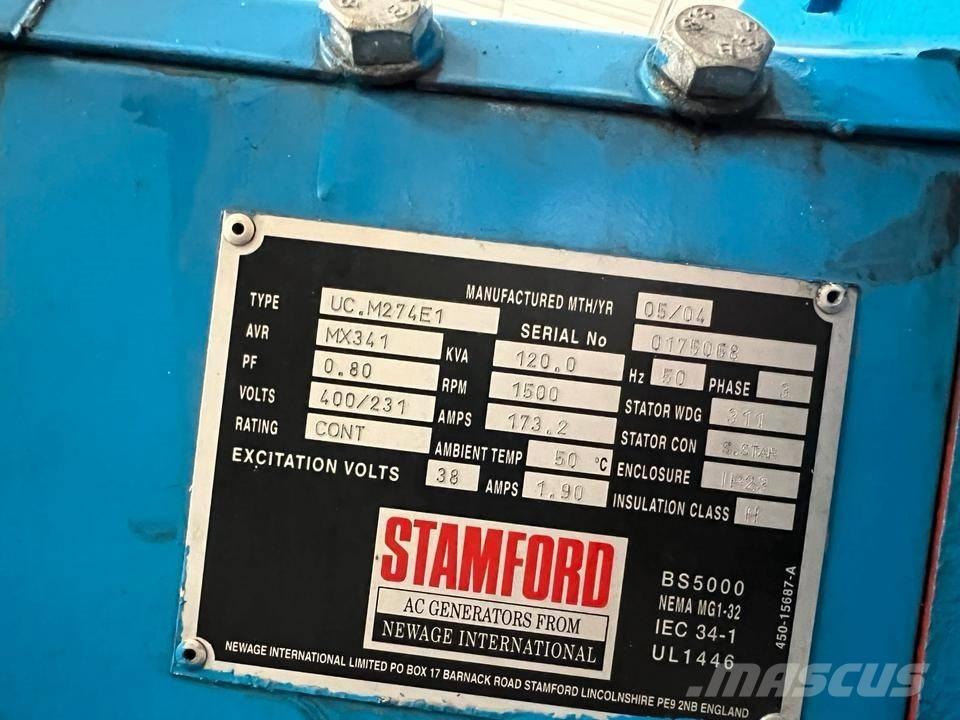 MANUFACTURED MTH/YR 05/04
TYPE UC.M274E1 SERIAL No 0175068
AVR MX341 KVA 120.0 Hz 50 PHASE 3
PF 0.80 RPM 1500 STATOR WDG 311
VOLTS 400/231 AMPS 173.2 STATOR CON S.STAR
RATING CONT AMBIENT TEMP 50 °C ENCLOSURE IP23
EXCITATION VOLTS 38 AMPS 1.90 INSULATION CLASS H
STAMFORD
AC GENERATORS FROM
NEWAGE INTERNATIONAL
BS5000
NEMA MG1-32
IEC 34-1
UL1446
450-15687-A
NEWAGE INTERNATIONAL LIMITED PO BOX 17 BARNACK ROAD STAMFORD LINCOLNSHIRE PE9 2NB ENGLAND
MASCUS